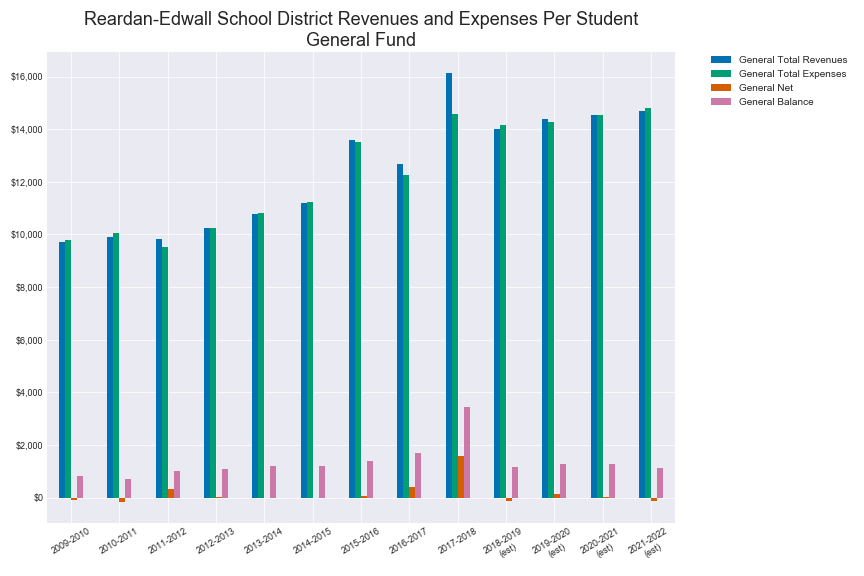 Reardan-Edwall School District Revenues and Expenses Per Student
General Fund
General Total Revenues
General Total Expenses
General Net
General Balance
$16,000
$14,000
$12,000
$10,000
$8,000
$6,000
$4,000
$2,000
$0
2009-2010
2010-2011
2011-2012
2012-2013
2013-2014
2014-2015
2015-2016
2016-2017
2017-2018
2018-2019
(est)
2019-2020
(est)
2020-2021
(est)
2021-2022
(est)